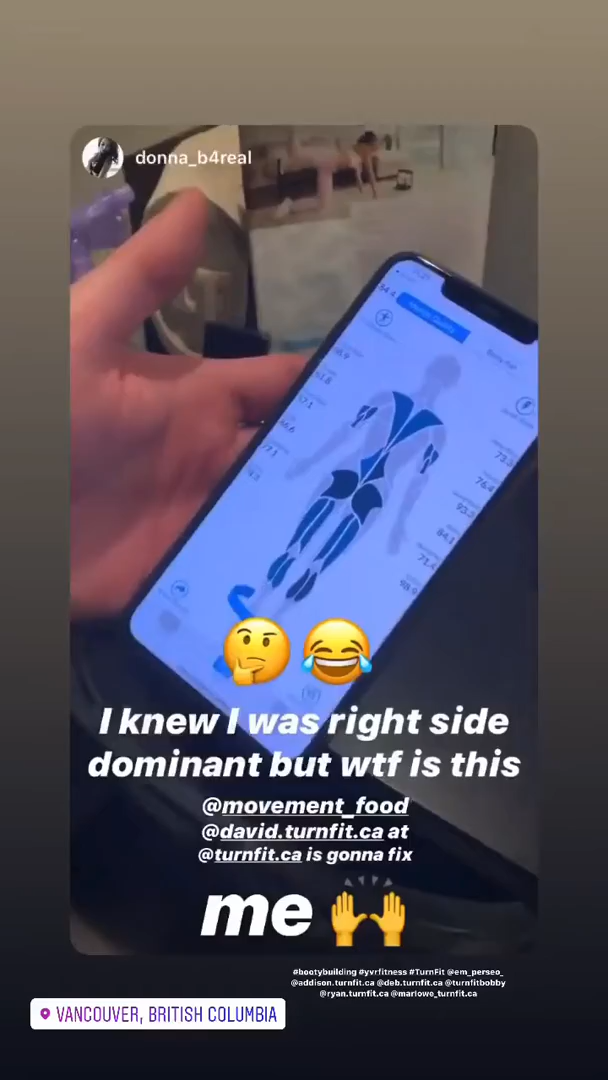 donna_b4real
I knew I was right side
dominant but wtf is this
@movement_food
@david.turnfit.ca at
@turnfit.ca is gonna fix
me
#bootybuilding #yvrfitness #TurnFit @em_perseo_
@addison.turnfit.ca @deb.turnfit.ca @turnfitbobby
@ryan.turnfit.ca @marlowe_turnfit.ca
VANCOUVER, BRITISH COLUMBIA